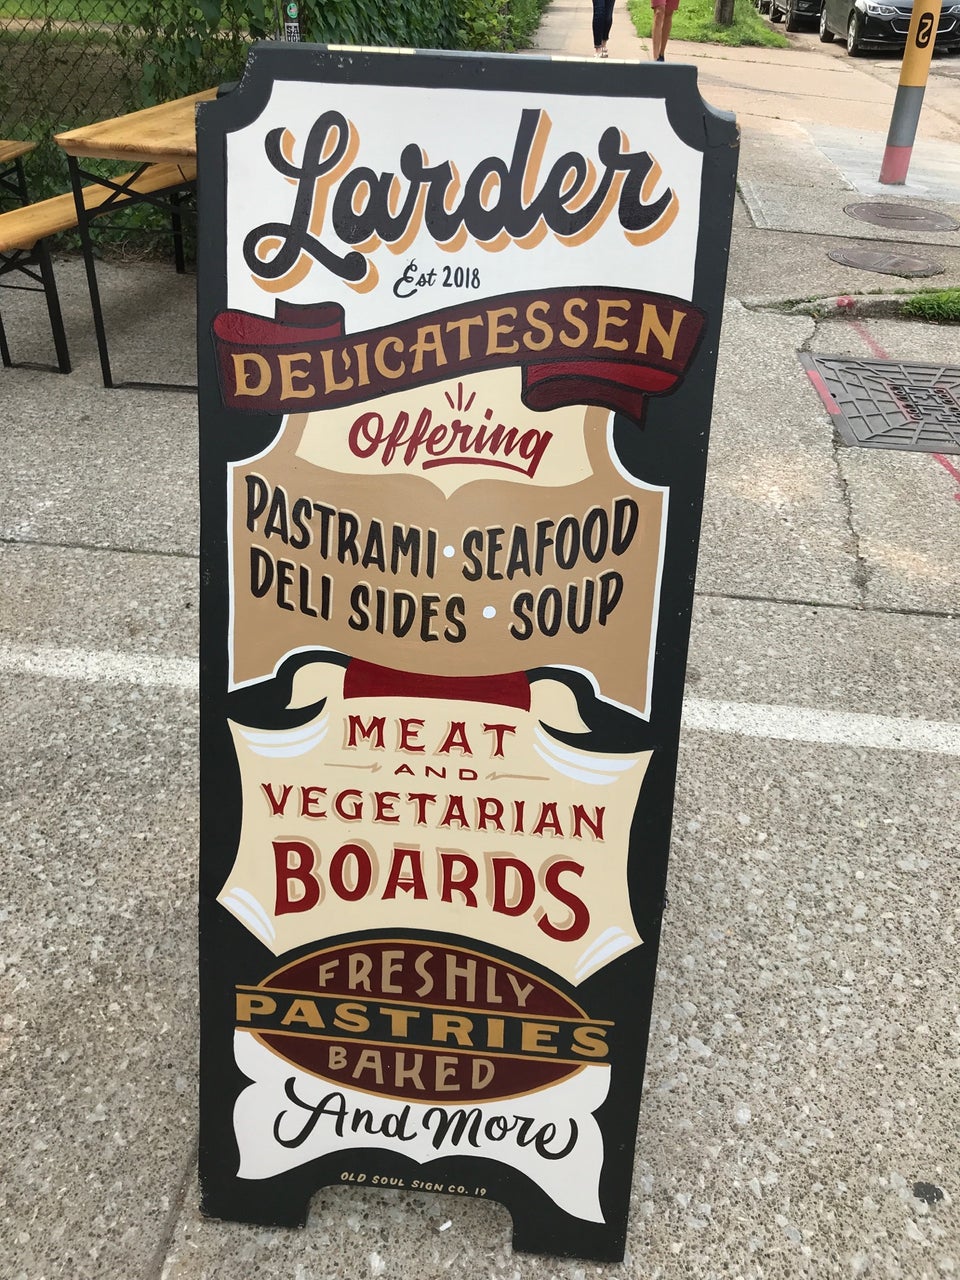 Larder
Est 2018
DELICATESSEN
Offering
PASTRAMI · SEAFOOD
DELI SIDES · SOUP
MEAT
AND
VEGETARIAN
BOARDS
FRESHLY
PASTRIES
BAKED
And More
OLD SOUL SIGN CO. 19